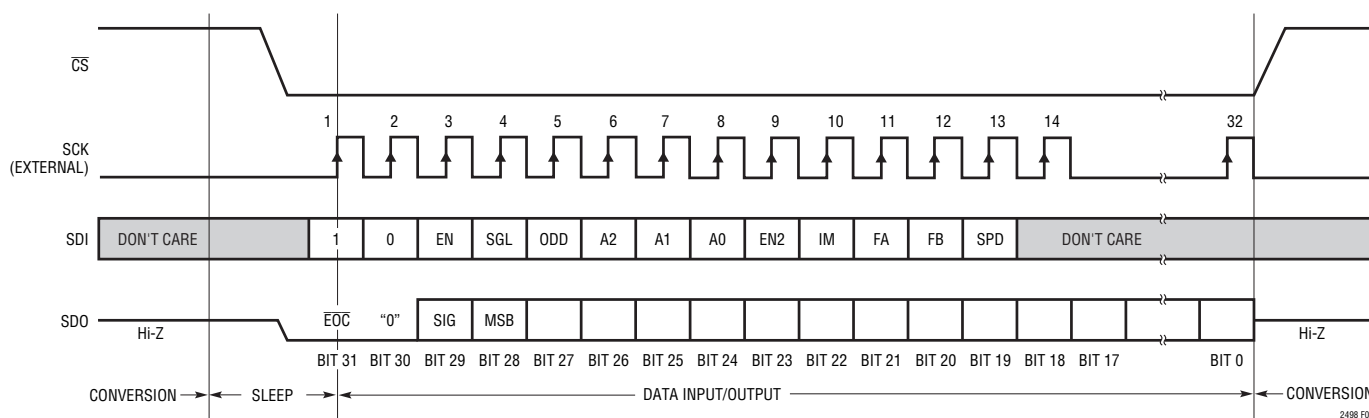 CS
1 2 3 4 5 6 7 8 9 10 11 12 13 14 32
SCK
(EXTERNAL)
SDI DON'T CARE 1 0 EN SGL ODD A2 A1 A0 EN2 IM FA FB SPD DON'T CARE
SDO EOC "0" SIG MSB
Hi-Z Hi-Z
BIT 31 BIT 30 BIT 29 BIT 28 BIT 27 BIT 26 BIT 25 BIT 24 BIT 23 BIT 22 BIT 21 BIT 20 BIT 19 BIT 18 BIT 17 BIT 0
CONVERSION SLEEP DATA INPUT/OUTPUT CONVERSION
2498